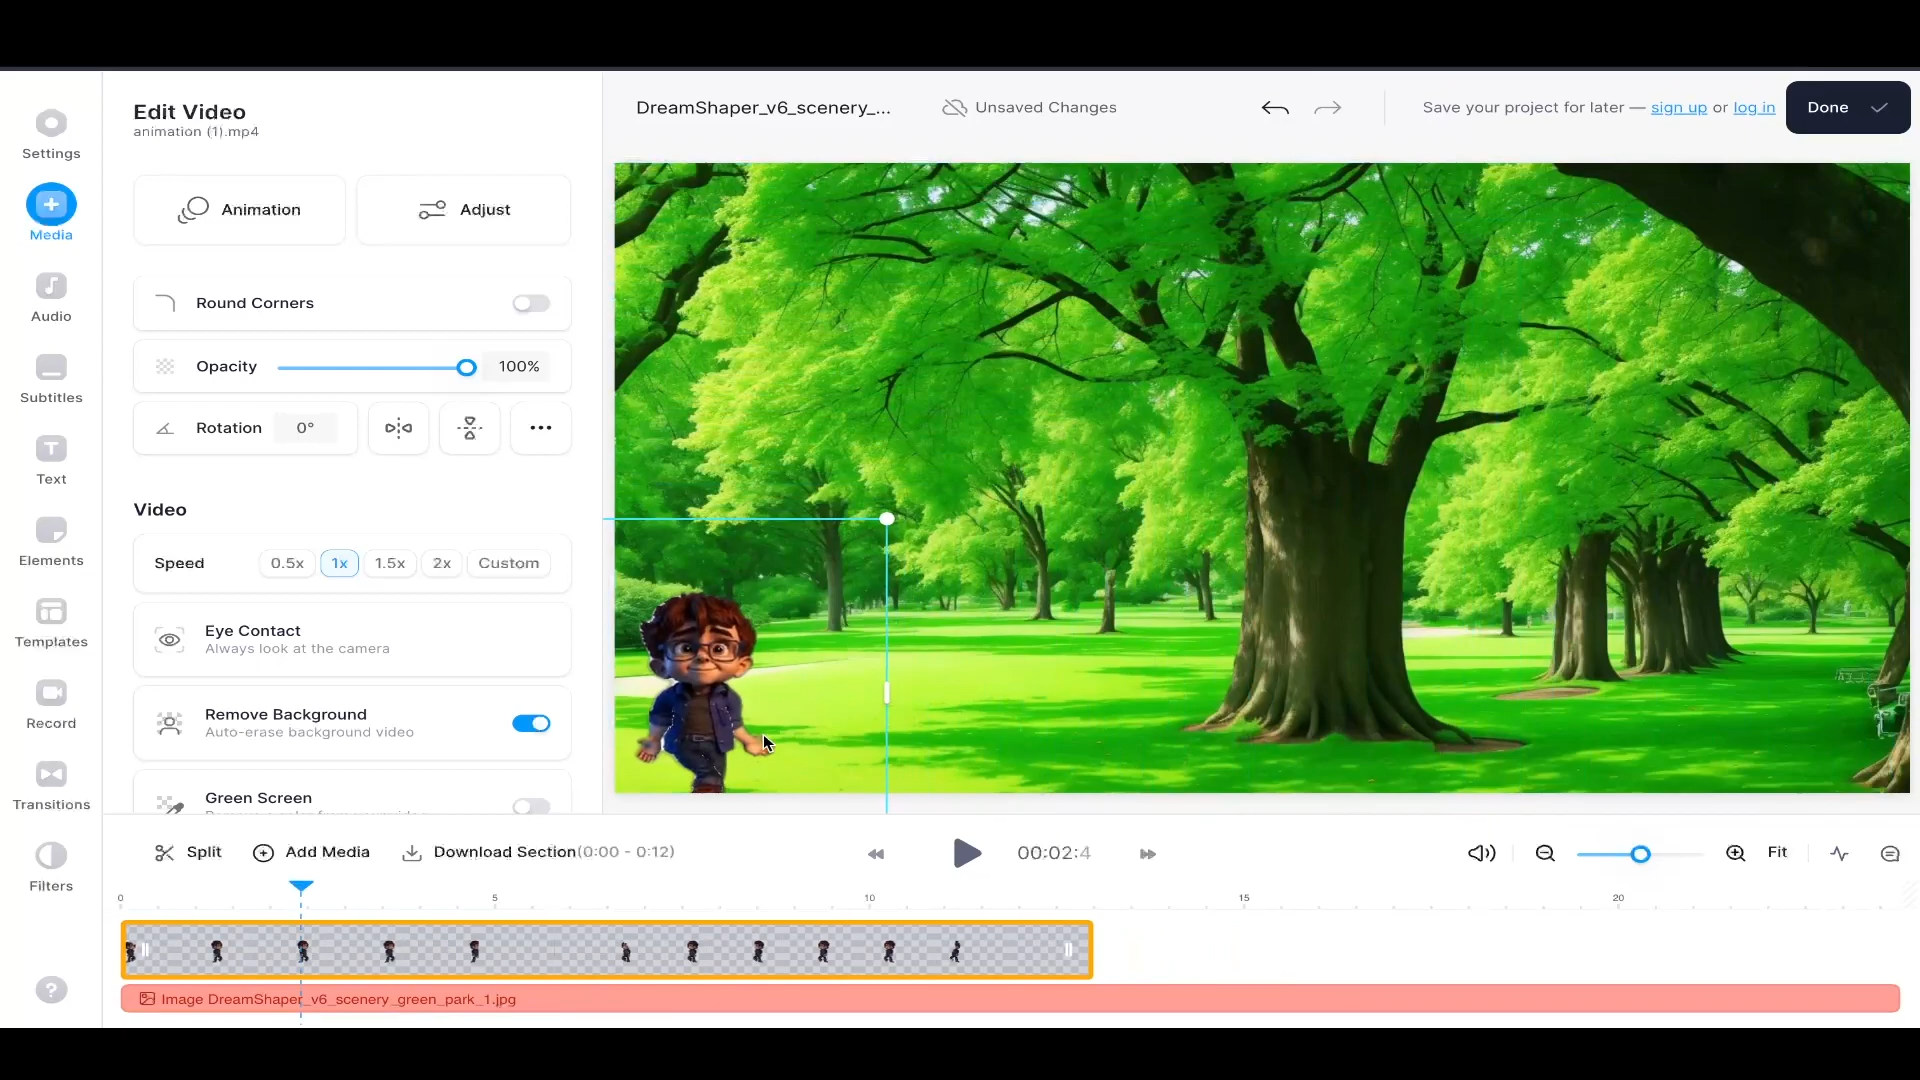 Edit Video
animation (1).mp4
DreamShaper_v6_scenery_...
Unsaved Changes
Save your project for later — sign up or log in
Done
Settings
Media
Audio
Subtitles
Text
Elements
Templates
Record
Transitions
Filters
?
Animation
Adjust
Round Corners
Opacity
100%
Rotation
0°
Video
Speed
0.5x
1x
1.5x
2x
Custom
Eye Contact
Always look at the camera
Remove Background
Auto-erase background video
Green Screen
Split
Add Media
Download Section(0:00 - 0:12)
00:02:4
Fit
0
5
10
15
20
Image DreamShaper_v6_scenery_green_park_1.jpg